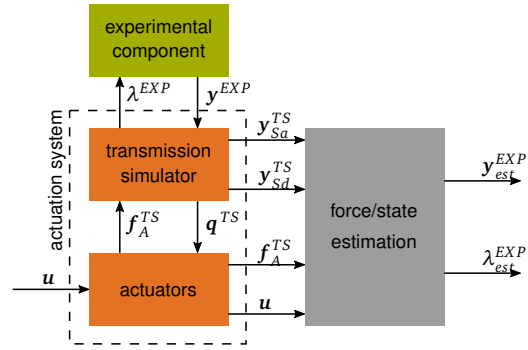 experimental
component
λ^EXP
y^EXP
actuation system
transmission
simulator
y_Sa^TS
y_Sd^TS
f_A^TS
q^TS
force/state
estimation
y_est^EXP
λ_est^EXP
u
actuators
f_A^TS
u